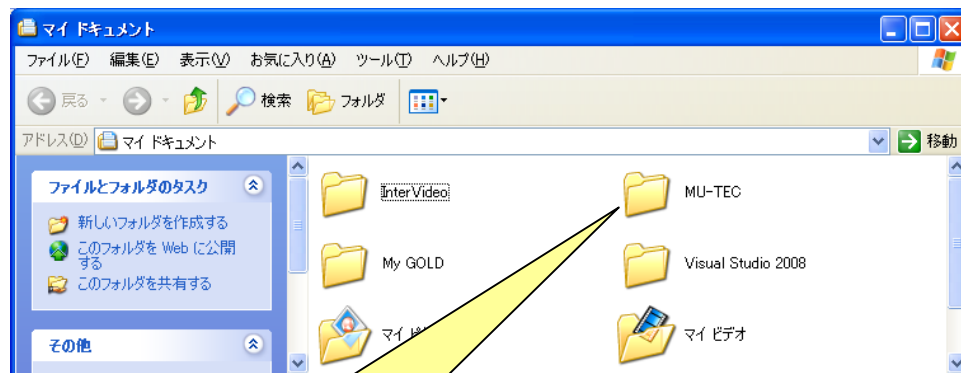 マイ ドキュメント
ファイル(F) 編集(E) 表示(V) お気に入り(A) ツール(T) ヘルプ(H)
戻る 検索 フォルダ
アドレス(D) マイ ドキュメント 移動
ファイルとフォルダのタスク
新しいフォルダを作成する
このフォルダを Web に公開
する
このフォルダを共有する
その他
InterVideo MU-TEC
My GOLD Visual Studio 2008
マイ マイ ビデオ